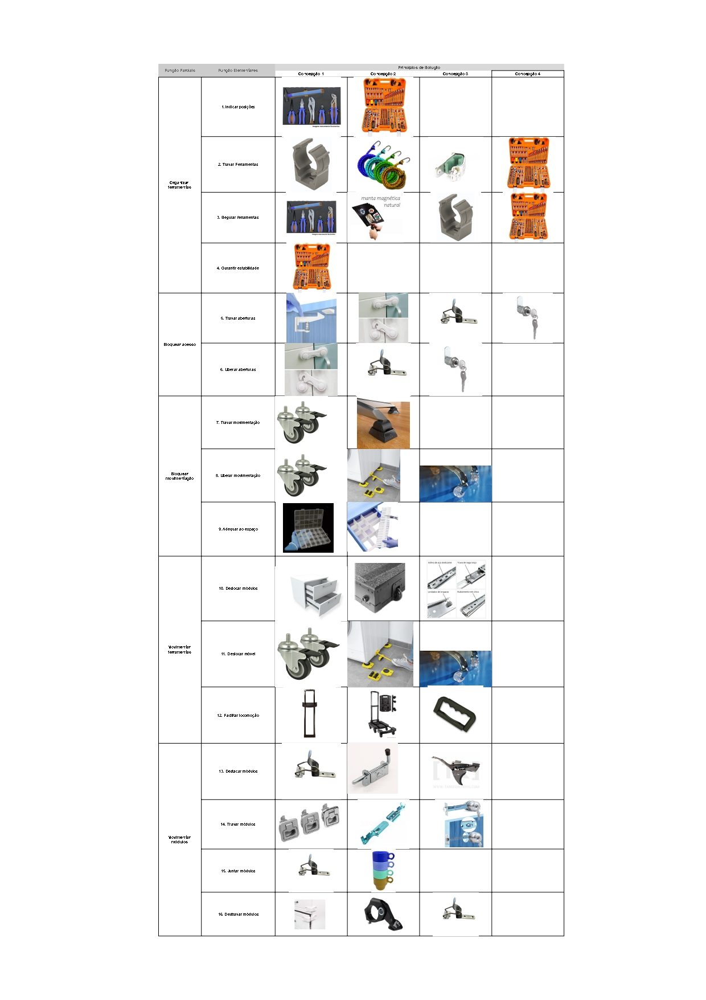 Função Parciais
Função Elementares
Princípios de Solução
Concepção 1
Concepção 2
Concepção 3
Concepção 4
Organizar
ferramentas
1. Indicar posições
Imagem meramente ilustrativa
2. Travar Ferramentas
3. Segurar ferramentas
Imagem meramente ilustrativa
manta magnética
natural
4. Garantir estabilidade
Bloquear acesso
5. Travar aberturas
6. Liberar aberturas
Bloquear
movimentação
7. Travar movimentação
8. Liberar movimentação
9. Adequar ao espaço
Movimentar
ferramentas
10. Deslocar módulos
Esfera de aço deslizante
Trava de segurança
Limitador de impacto
Acabamento em zinco
11. Deslocar móvel
12. Facilitar locomoção
Movimentar
módulos
13. Destacar módulos
14. Travar módulos
15. Juntar módulos
16. Destravar módulos